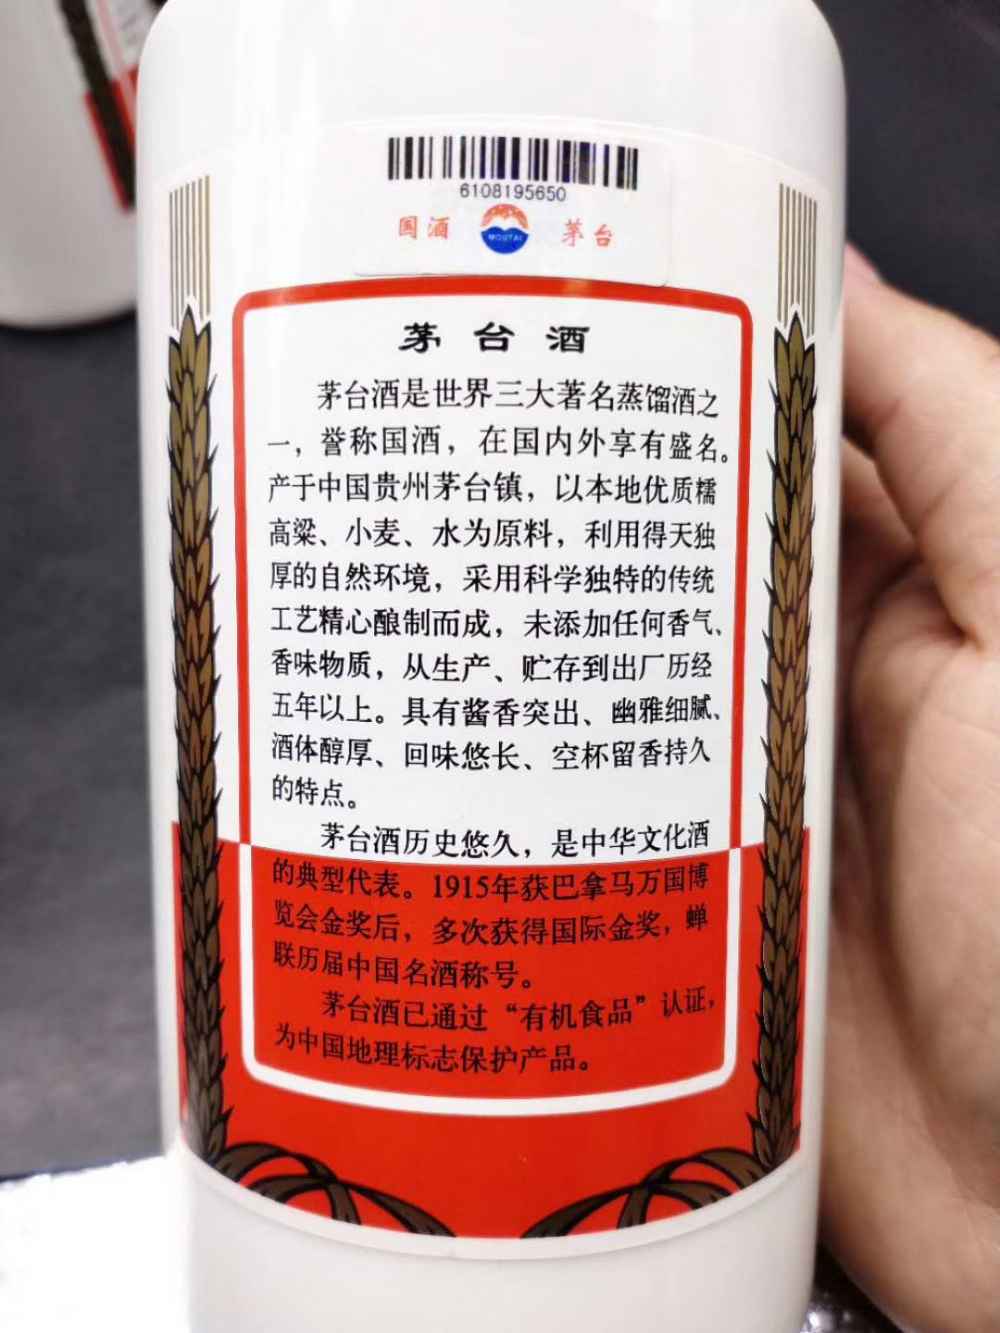 6108195650
国酒 MOUTAI 茅台
茅台酒
茅台酒是世界三大著名蒸馏酒之
一，誉称国酒，在国内外享有盛名。
产于中国贵州茅台镇，以本地优质糯
高粱、小麦、水为原料，利用得天独
厚的自然环境，采用科学独特的传统
工艺精心酿制而成，未添加任何香气、
香味物质，从生产、贮存到出厂历经
五年以上。具有酱香突出、幽雅细腻、
酒体醇厚、回味悠长、空杯留香持久
的特点。
茅台酒历史悠久，是中华文化酒
的典型代表。1915年获巴拿马万国博
览会金奖后，多次获得国际金奖，蝉
联历届中国名酒称号。
茅台酒已通过“有机食品”认证，
为中国地理标志保护产品。